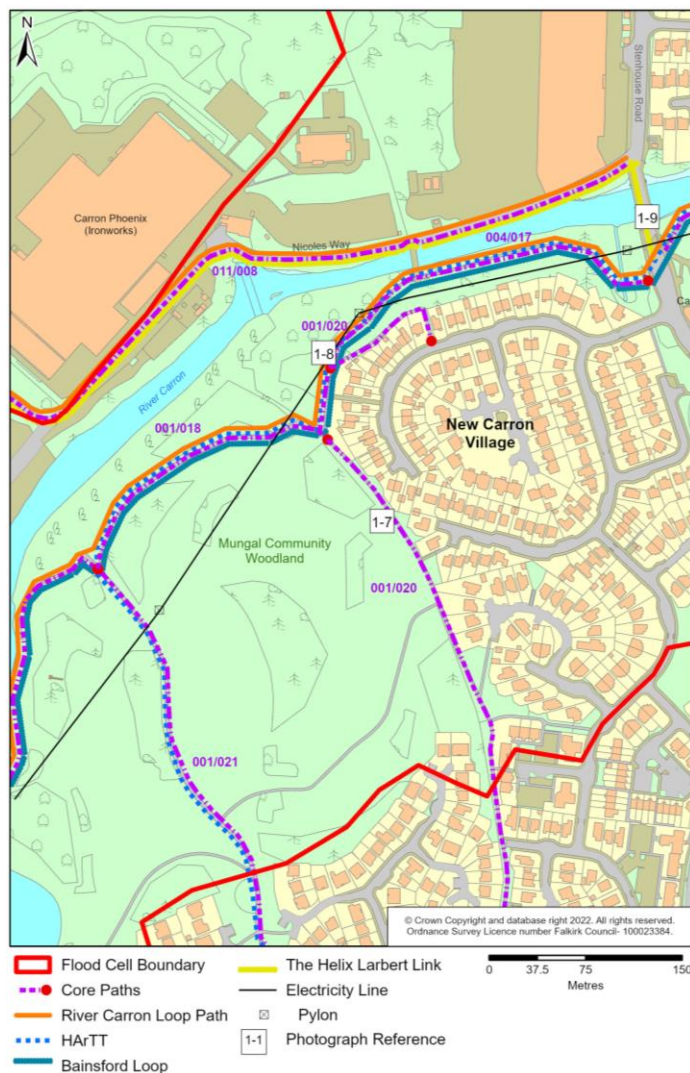 N
Stenhouse Road
Carron Phoenix
(Ironworks)
1-9
Nicoles Way
004/017
011/008
Ca
001/020
1-8
River Carron
001/018
New Carron
Village
1-7
Mungal Community
Woodland
001/020
001/021
© Crown Copyright and database right 2022. All rights reserved.
Ordnance Survey Licence number Falkirk Council- 100023384.
Flood Cell Boundary
Core Paths
River Carron Loop Path
HArTT
Bainsford Loop
The Helix Larbert Link
Electricity Line
Pylon
1-1 Photograph Reference
0 37.5 75 150
Metres